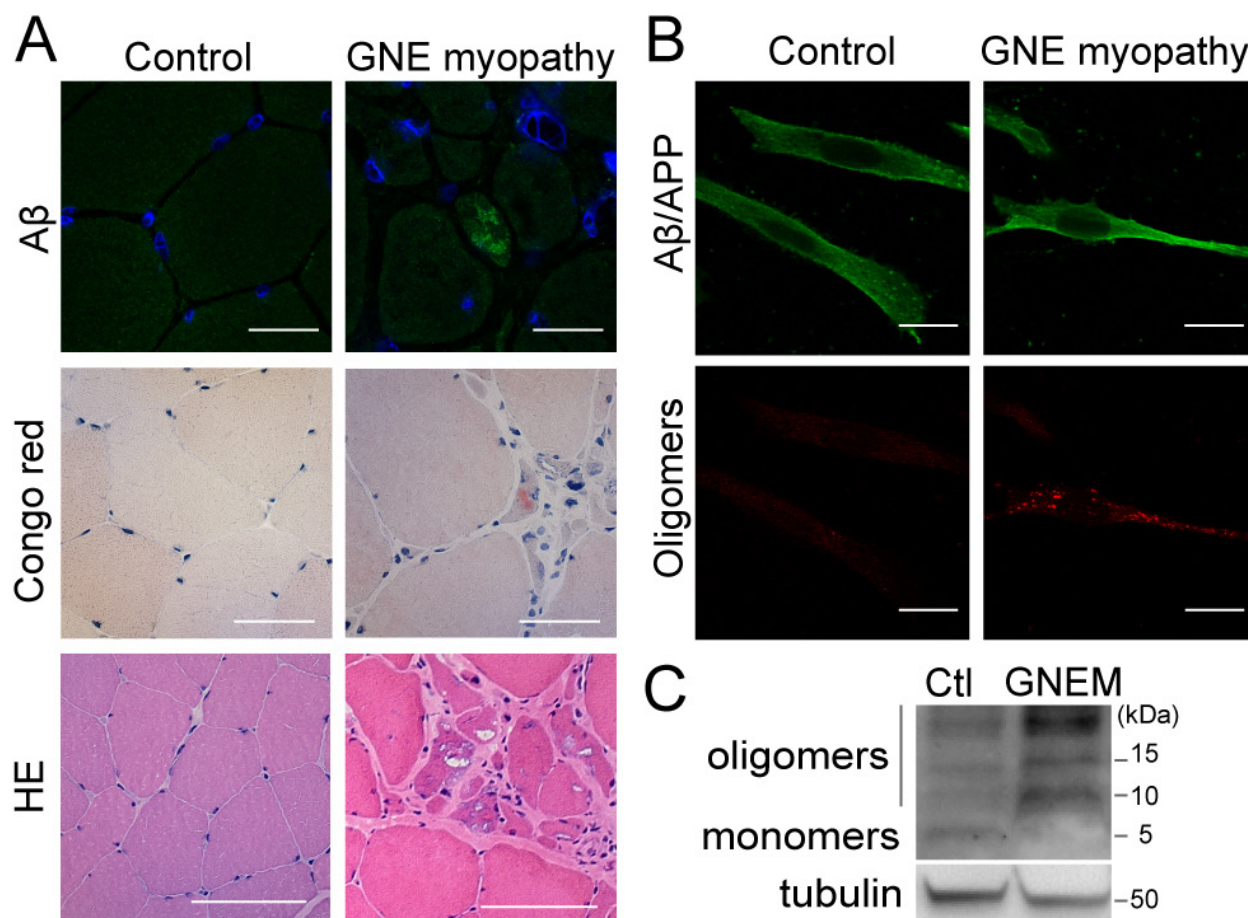 A
Control
GNE myopathy
Aβ
Congo red
HE
B
Control
GNE myopathy
Aβ/APP
Oligomers
C
Ctl
GNEM
(kDa)
oligomers
15
10
monomers
5
tubulin
50